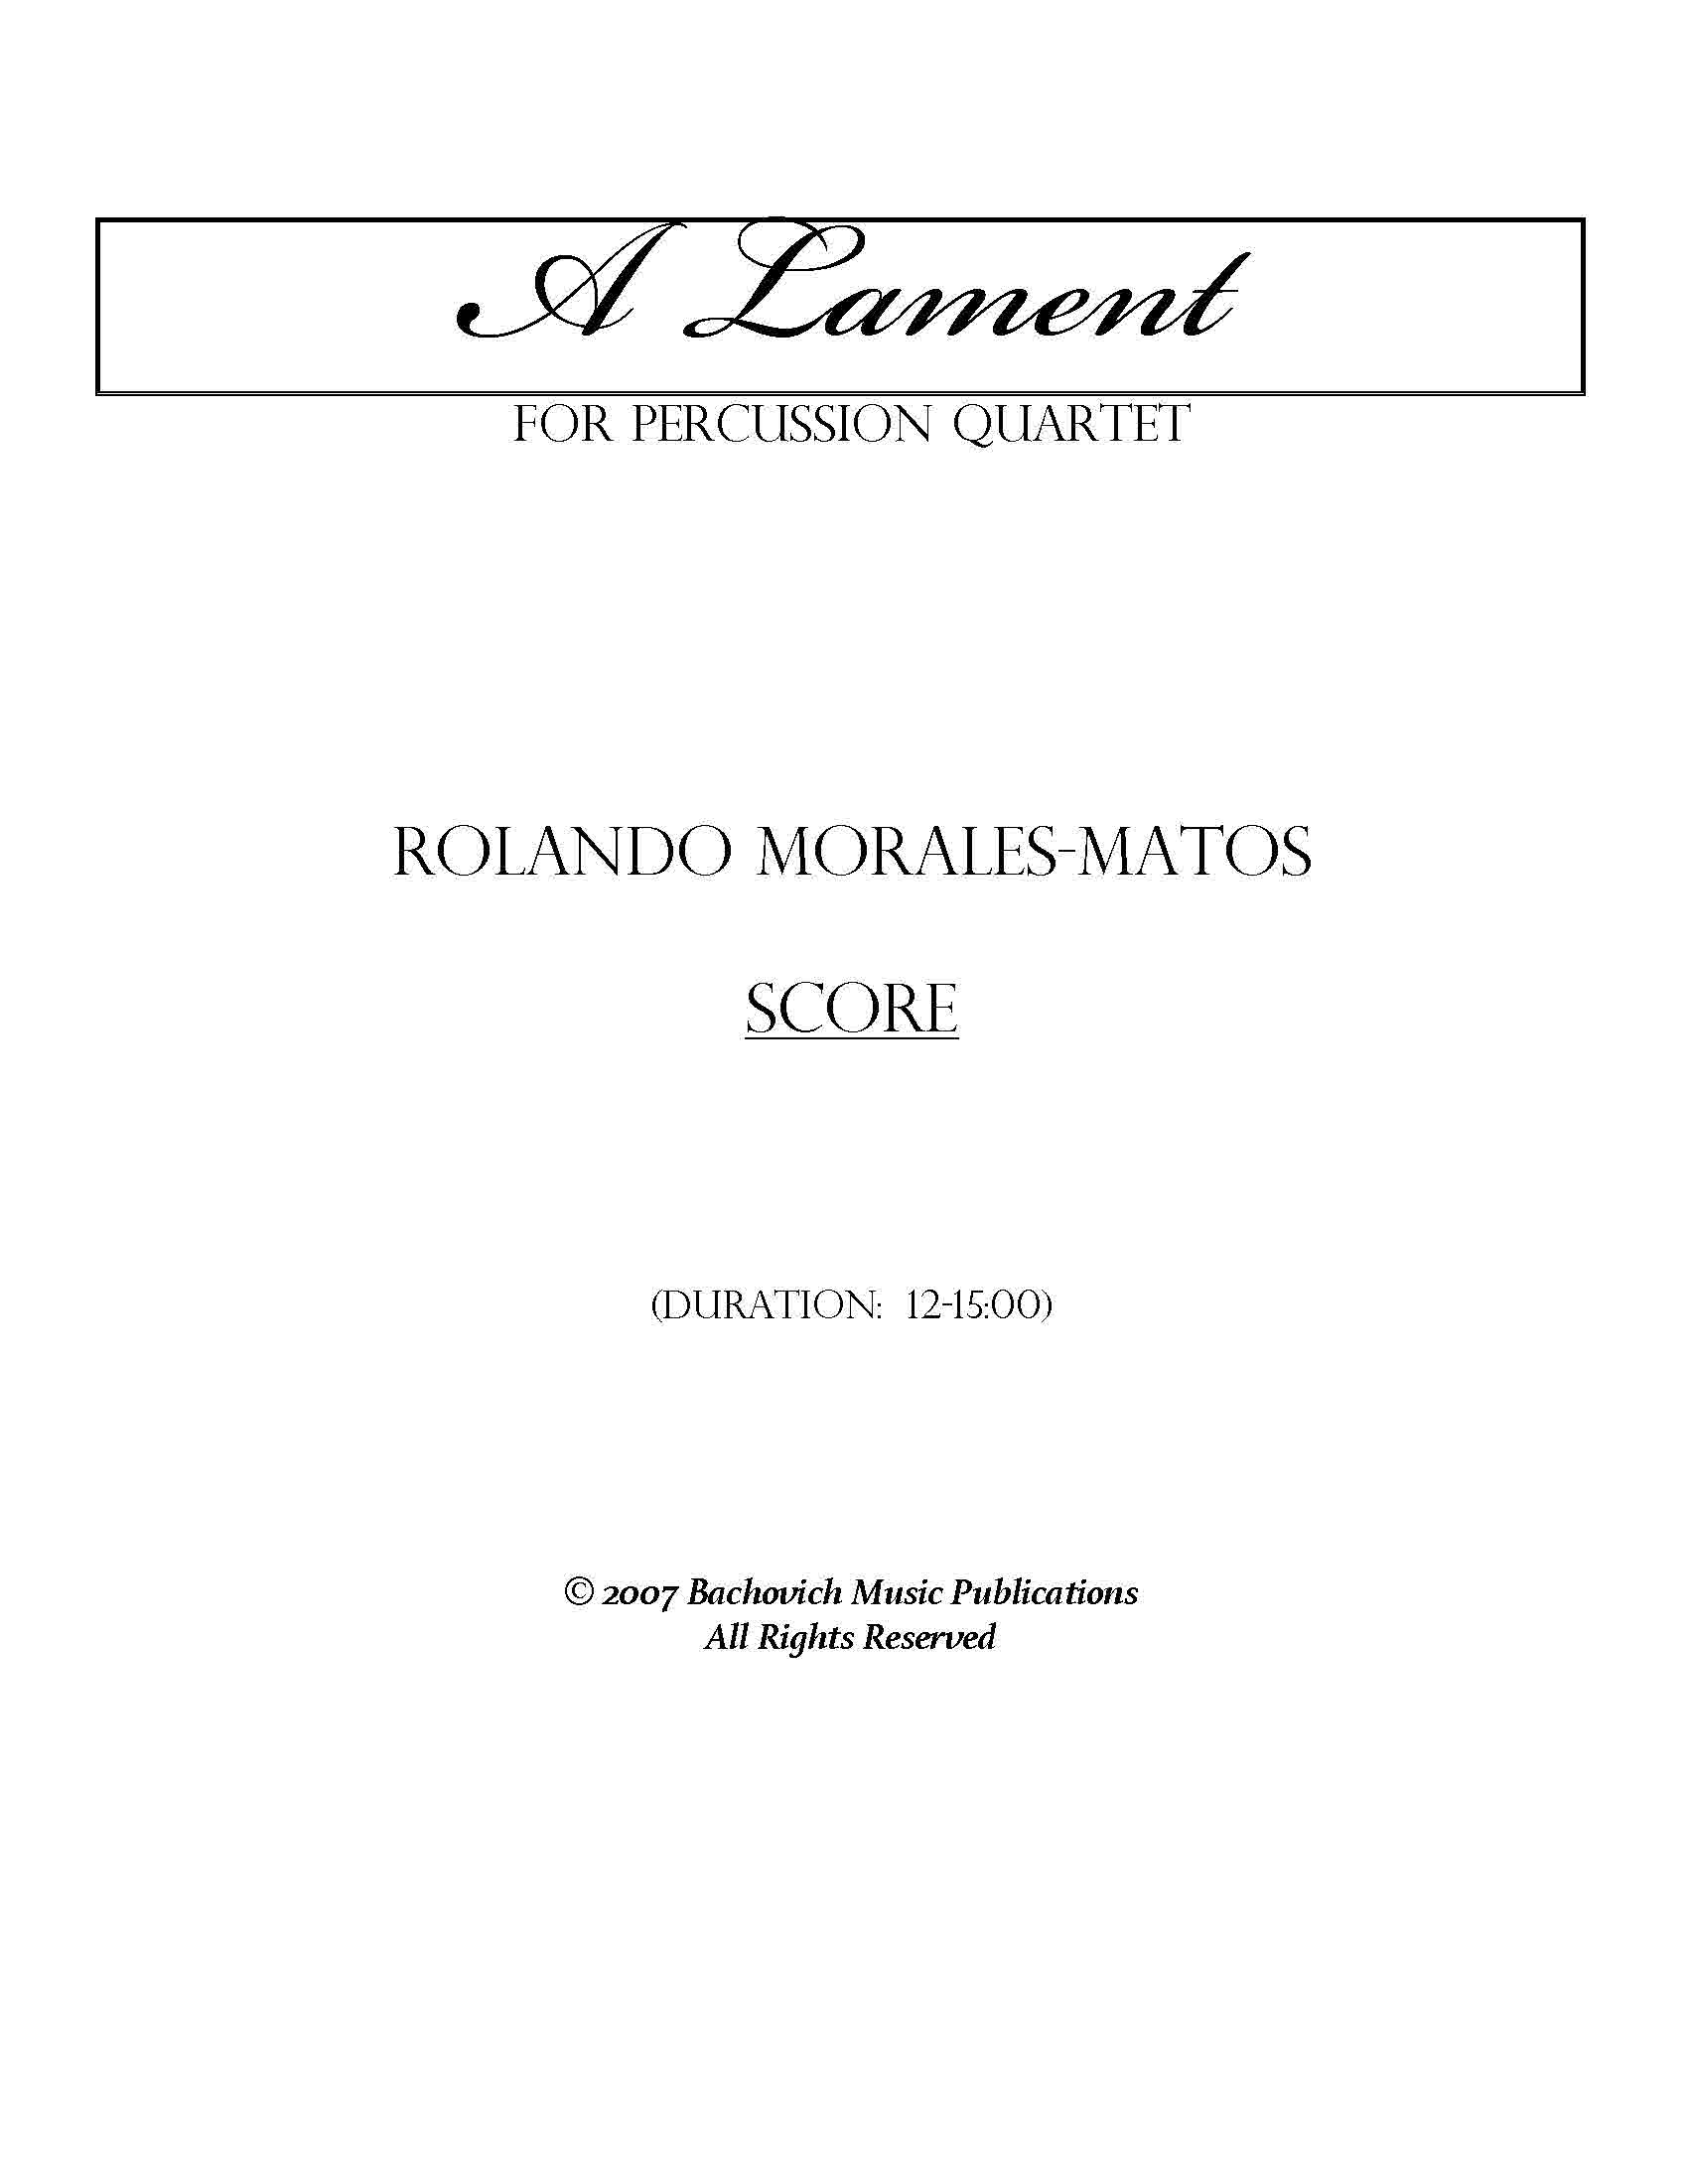 A Lament
FOR PERCUSSION QUARTET
ROLANDO MORALES-MATOS
SCORE
(DURATION: 12-15:00)
© 2007 Bachovich Music Publications
All Rights Reserved